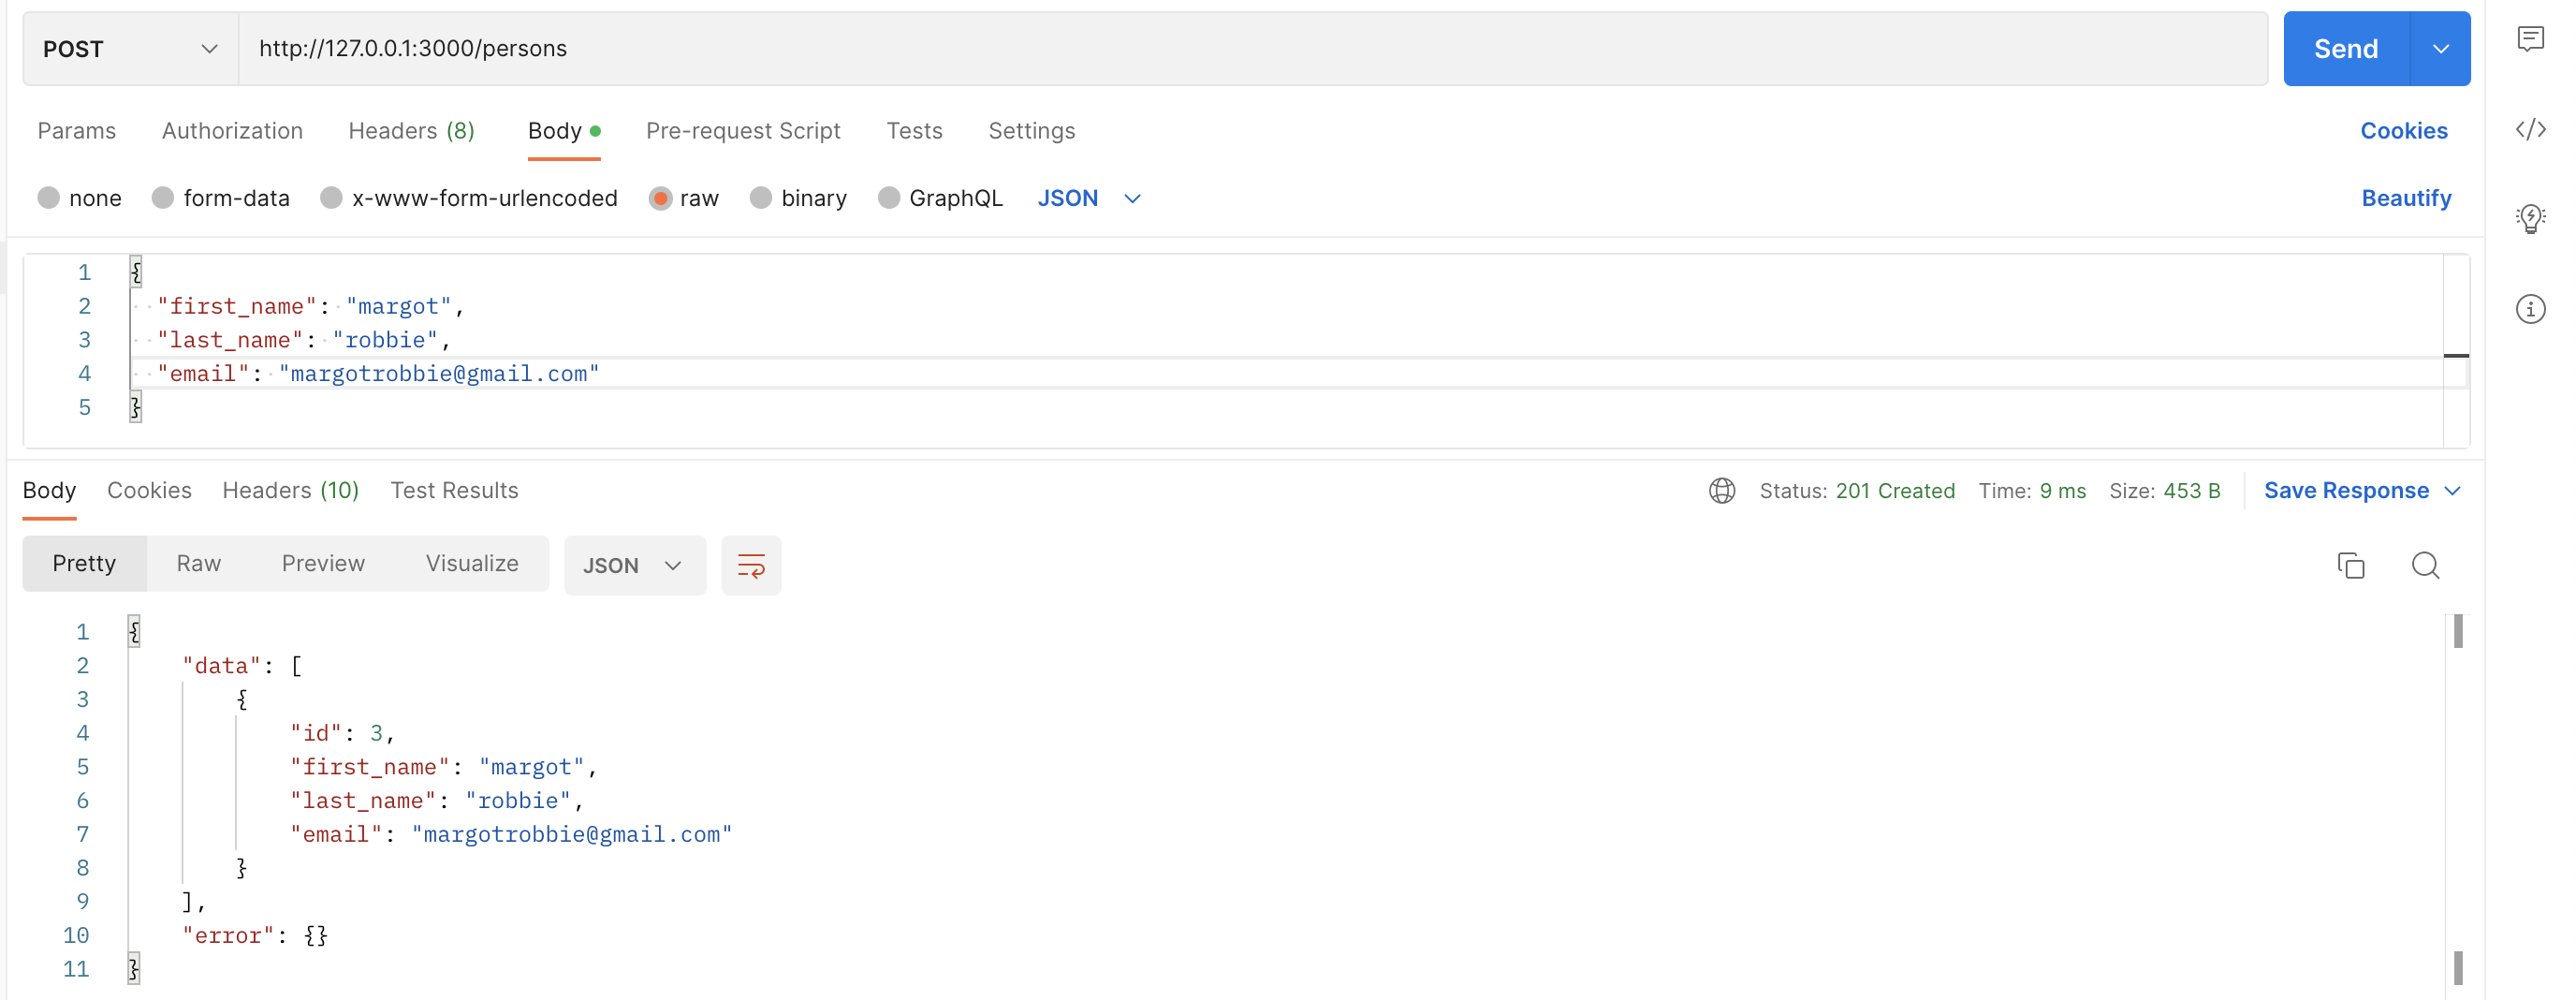 POST http://127.0.0.1:3000/persons Send
Params Authorization Headers (8) Body Pre-request Script Tests Settings Cookies
none form-data x-www-form-urlencoded raw binary GraphQL JSON Beautify
1 {
2 "first_name": "margot",
3 "last_name": "robbie",
4 "email": "margotrobbie@gmail.com"
5 }
Body Cookies Headers (10) Test Results Status: 201 Created Time: 9 ms Size: 453 B Save Response
Pretty Raw Preview Visualize JSON
1 {
2 "data": [
3 {
4 "id": 3,
5 "first_name": "margot",
6 "last_name": "robbie",
7 "email": "margotrobbie@gmail.com"
8 }
9 ],
10 "error": {}
11 }